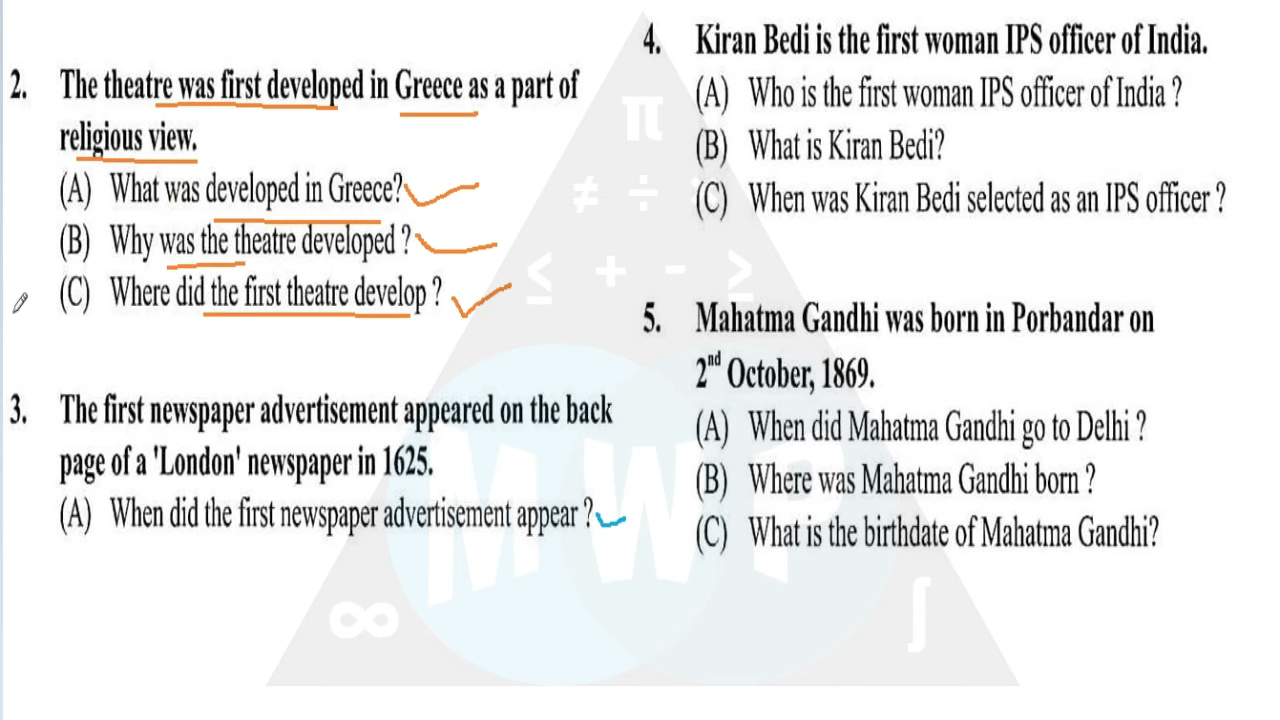 2. The theatre was first developed in Greece as a part of
religious view.
(A) What was developed in Greece?
(B) Why was the theatre developed ?
(C) Where did the first theatre develop ?
3. The first newspaper advertisement appeared on the back
page of a 'London' newspaper in 1625.
(A) When did the first newspaper advertisement appear ?
4. Kiran Bedi is the first woman IPS officer of India.
(A) Who is the first woman IPS officer of India ?
(B) What is Kiran Bedi?
(C) When was Kiran Bedi selected as an IPS officer ?
5. Mahatma Gandhi was born in Porbandar on
2nd October, 1869.
(A) When did Mahatma Gandhi go to Delhi ?
(B) Where was Mahatma Gandhi born ?
(C) What is the birthdate of Mahatma Gandhi?
π
≠ ÷
≤ + - >
MWP
∞ ∫